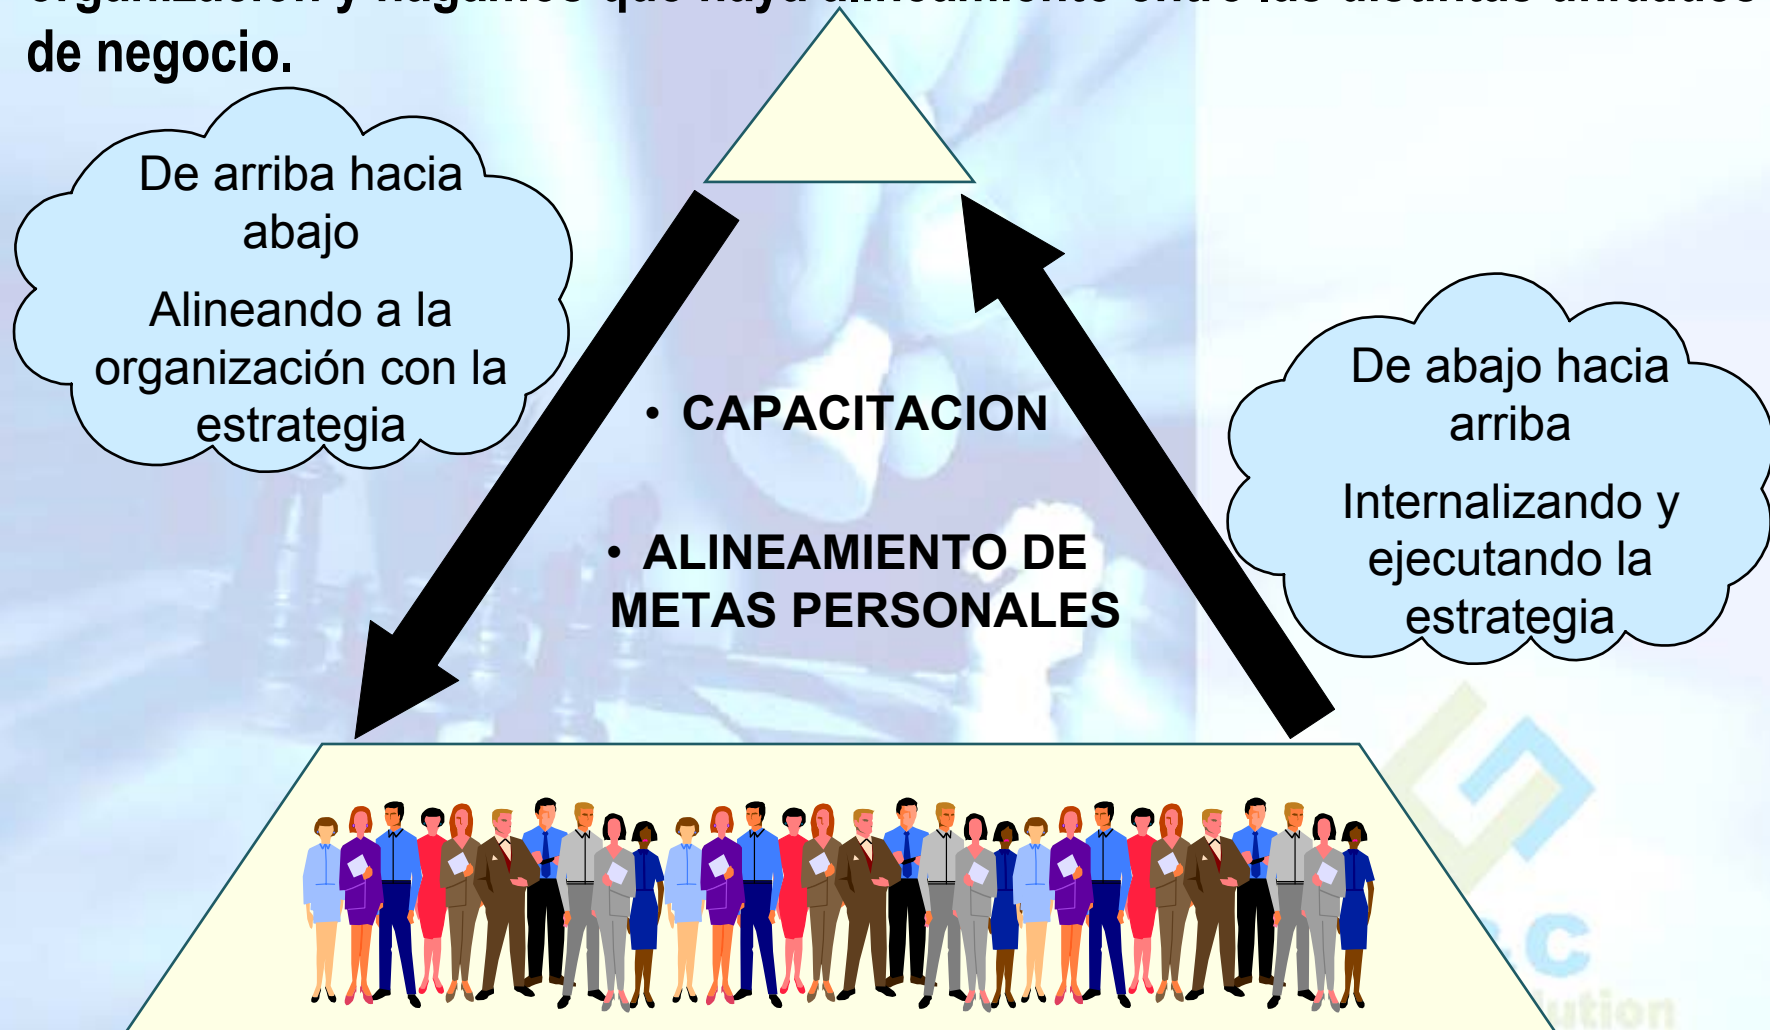 de negocio.
De arriba hacia
abajo
Alineando a la
organización con la
estrategia
• CAPACITACION
• ALINEAMIENTO DE
METAS PERSONALES
De abajo hacia
arriba
Internalizando y
ejecutando la
estrategia